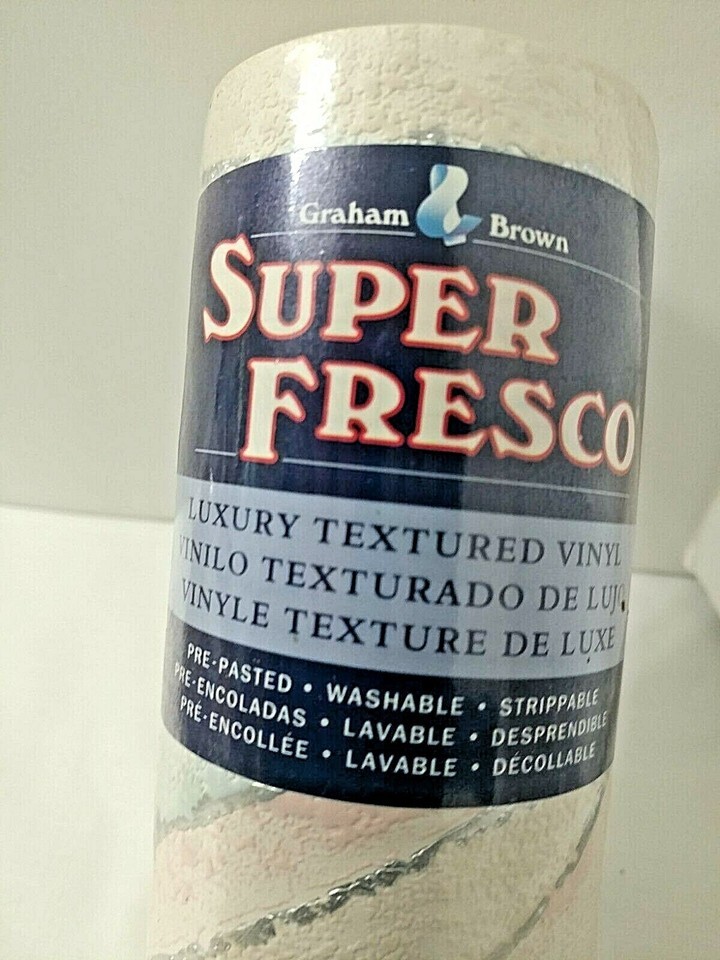 Graham & Brown
SUPER
FRESCO
LUXURY TEXTURED VINYL
VINILO TEXTURADO DE LUJO
VINYLE TEXTURE DE LUXE
PRE-PASTED • WASHABLE • STRIPPABLE
PRE-ENCOLADAS • LAVABLE • DESPRENDIBLE
PRÉ-ENCOLLÉE • LAVABLE • DÉCOLLABLE